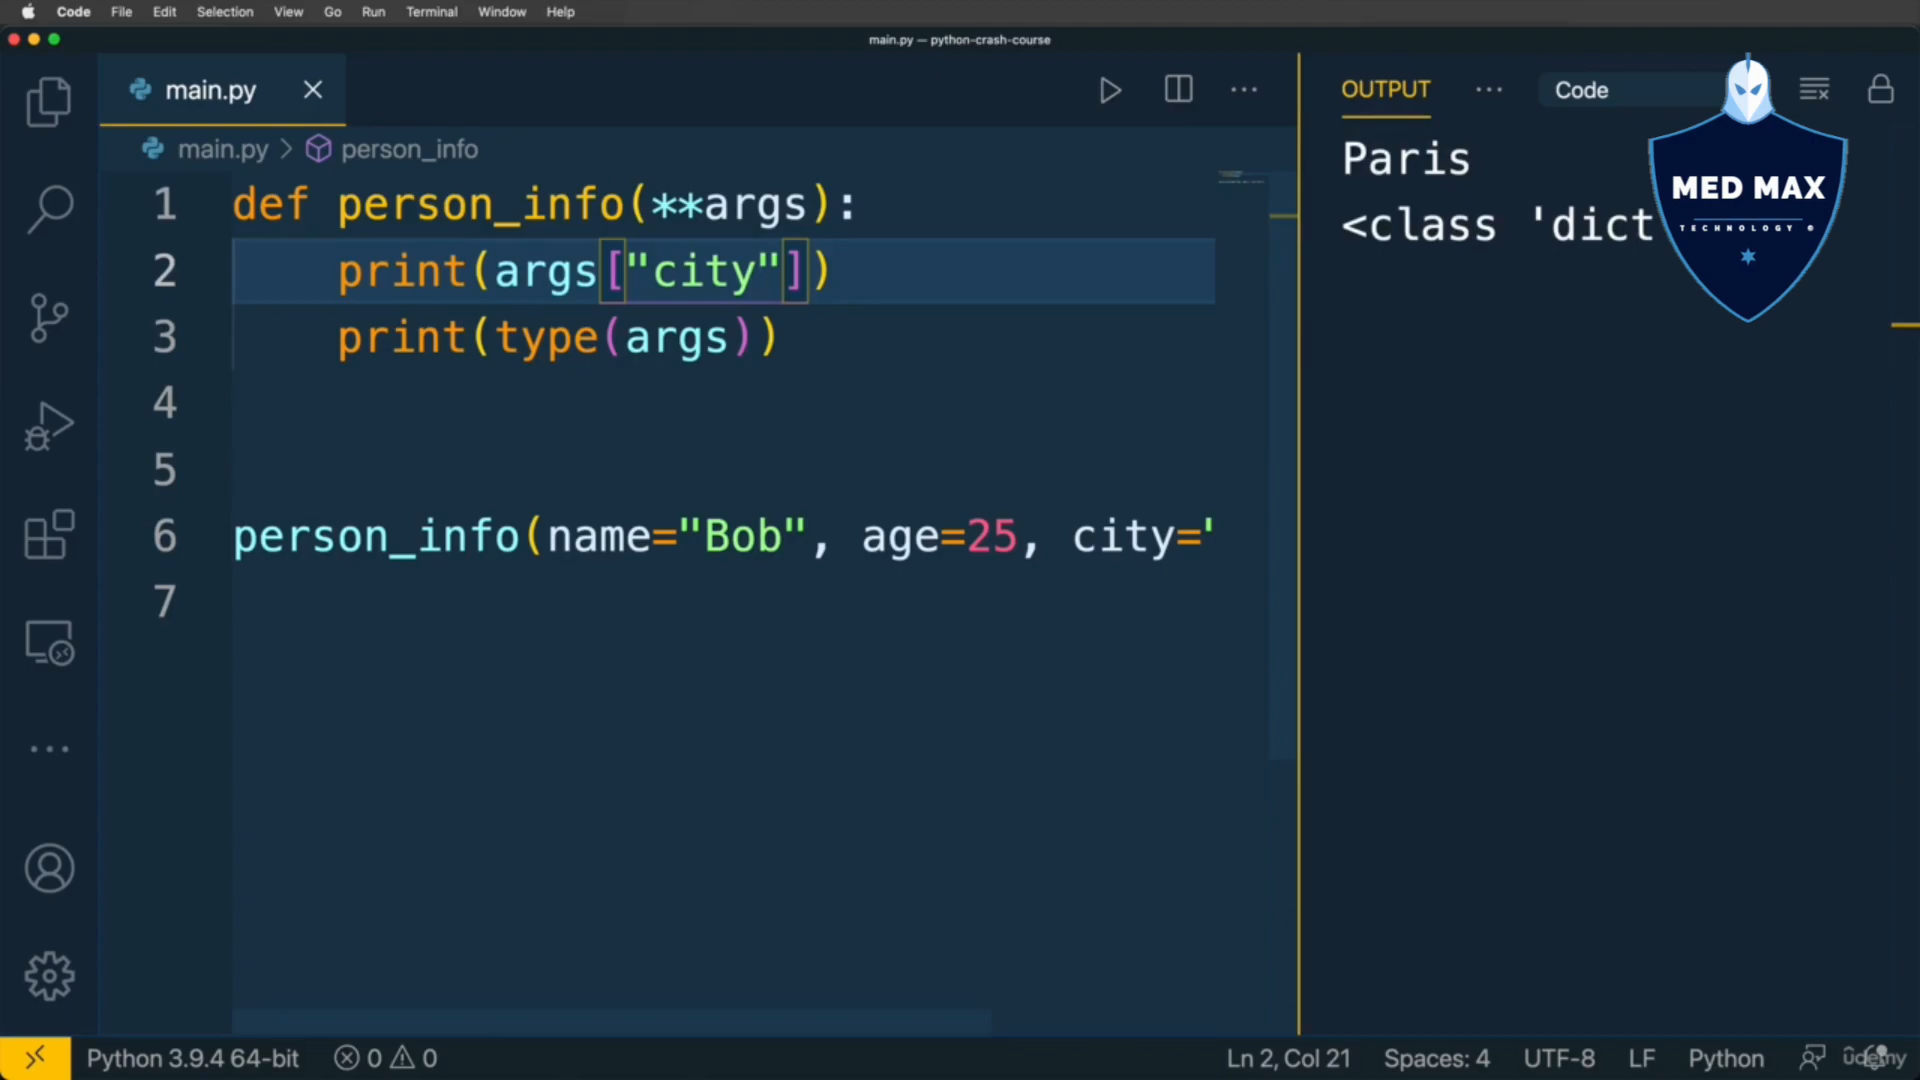 Code File Edit Selection View Go Run Terminal Window Help
main.py — python-crash-course
main.py
OUTPUT ··· Code
main.py > person_info
1 def person_info(**args):
2 print(args["city"])
3 print(type(args))
4
5
6 person_info(name="Bob", age=25, city='
7
Paris
<class 'dict
MED MAX
TECHNOLOGY ®
Python 3.9.4 64-bit 0 0 Ln 2, Col 21 Spaces: 4 UTF-8 LF Python
udemy